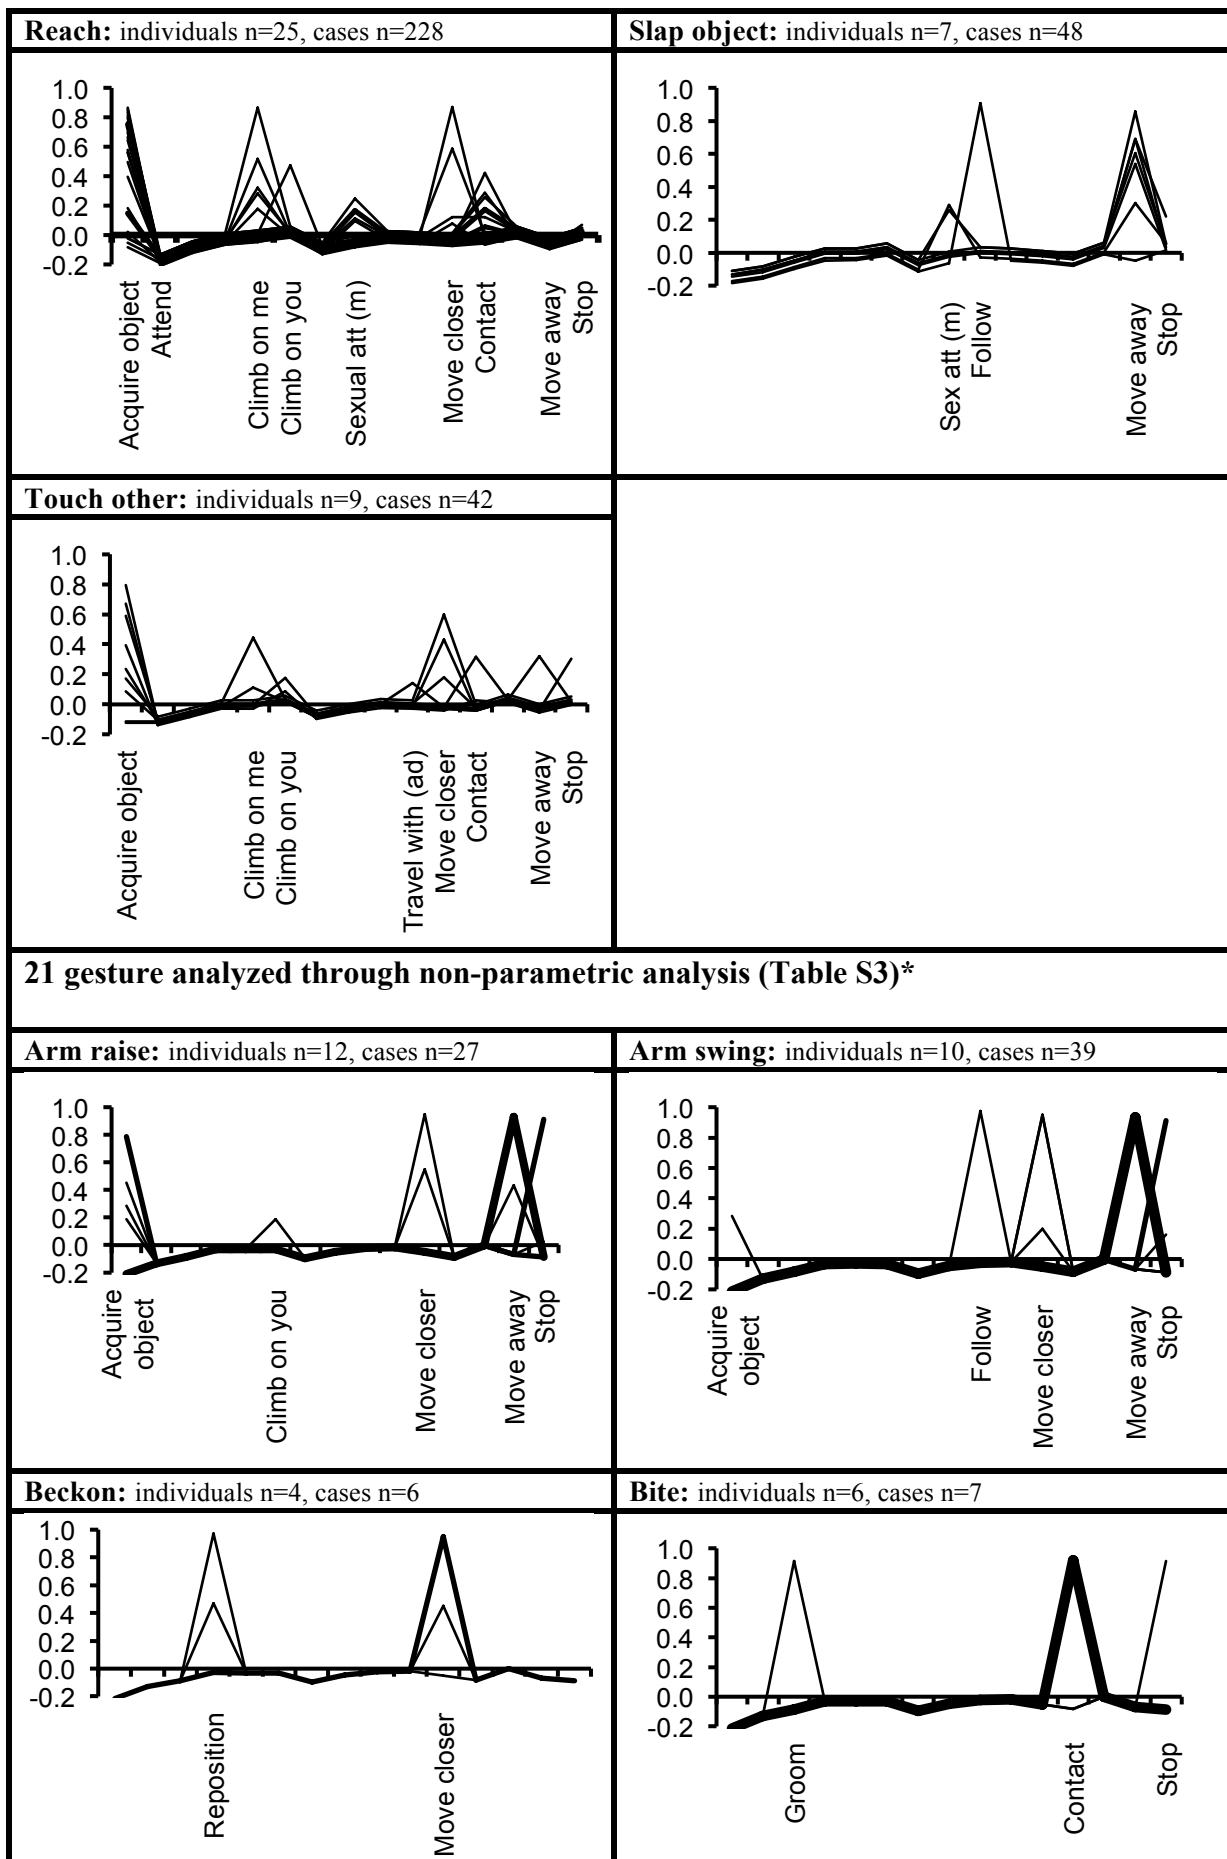 Reach: individuals n=25, cases n=228
1.0
0.8
0.6
0.4
0.2
0.0
-0.2
Acquire object
Attend
Climb on me
Climb on you
Sexual att (m)
Move closer
Contact
Move away
Stop
Slap object: individuals n=7, cases n=48
1.0
0.8
0.6
0.4
0.2
0.0
-0.2
Sex att (m)
Follow
Move away
Stop
Touch other: individuals n=9, cases n=42
1.0
0.8
0.6
0.4
0.2
0.0
-0.2
Acquire object
Climb on me
Climb on you
Travel with (ad)
Move closer
Contact
Move away
Stop
21 gesture analyzed through non-parametric analysis (Table S3)*
Arm raise: individuals n=12, cases n=27
1.0
0.8
0.6
0.4
0.2
0.0
-0.2
Acquire
object
Climb on you
Move closer
Move away
Stop
Arm swing: individuals n=10, cases n=39
1.0
0.8
0.6
0.4
0.2
0.0
-0.2
Acquire
object
Follow
Move closer
Move away
Stop
Beckon: individuals n=4, cases n=6
1.0
0.8
0.6
0.4
0.2
0.0
-0.2
Reposition
Move closer
Bite: individuals n=6, cases n=7
1.0
0.8
0.6
0.4
0.2
0.0
-0.2
Groom
Contact
Stop